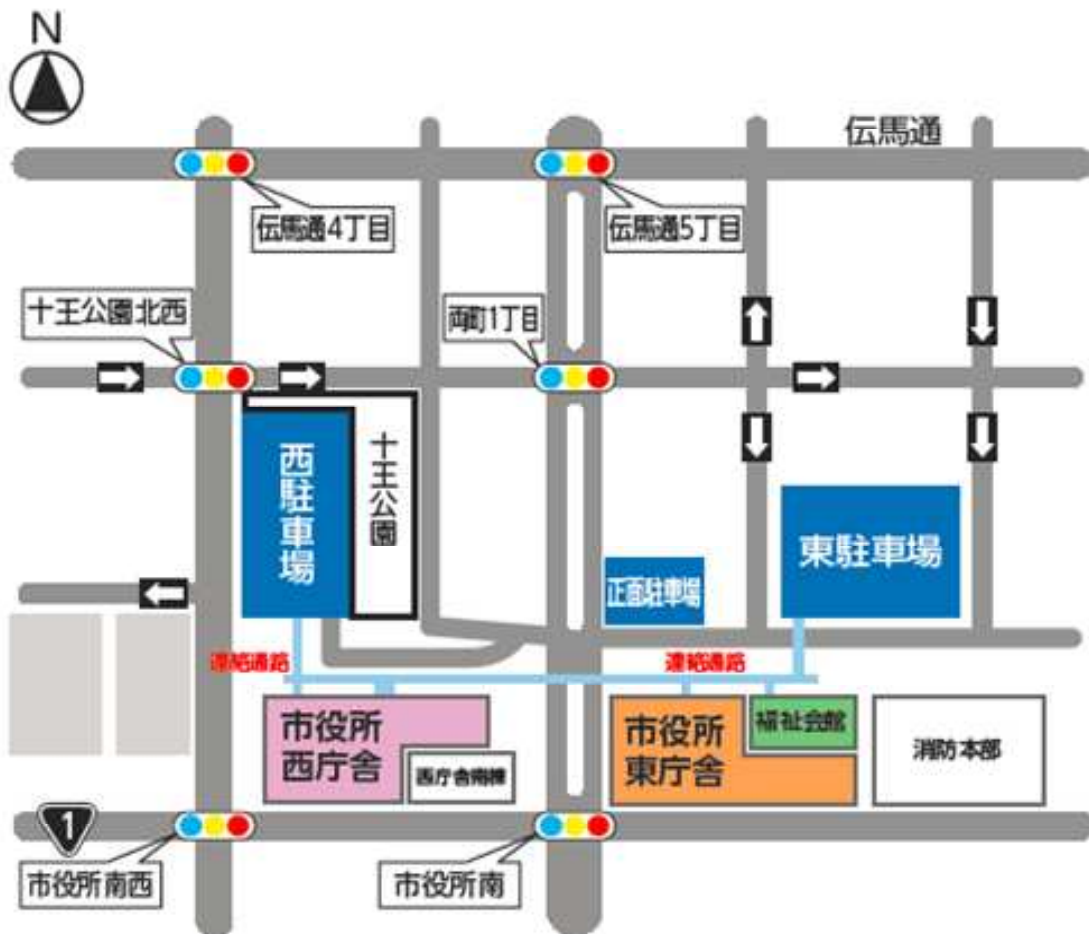 N
伝馬通
伝馬通4丁目
伝馬通5丁目
十王公園北西
両町1丁目
西駐車場
十王公園
東駐車場
正面駐車場
連絡通路
連絡通路
市役所
西庁舎
西庁舎南棟
市役所
東庁舎
福祉会館
消防本部
1
市役所南西
市役所南